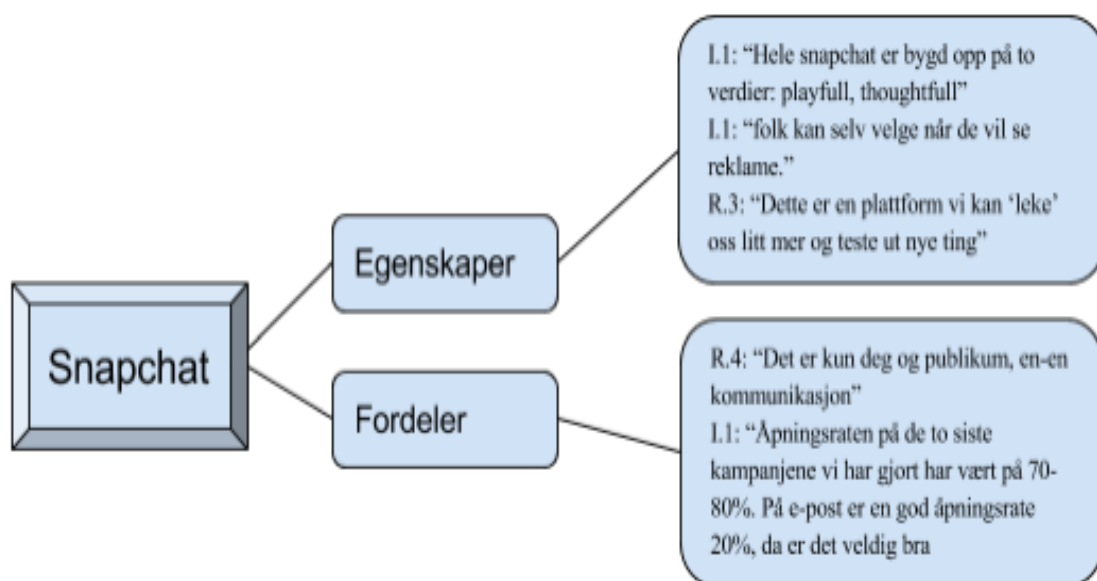 Snapchat
Egenskaper
I.1: “Hele snapchat er bygd opp på to
verdier: playfull, thoughtfull”
I.1: “folk kan selv velge når de vil se
reklame.”
R.3: “Dette er en plattform vi kan ‘leke’
oss litt mer og teste ut nye ting”
Fordeler
R.4: “Det er kun deg og publikum, en-en
kommunikasjon”
I.1: “Åpningsraten på de to siste
kampanjene vi har gjort har vært på 70-
80%. På e-post er en god åpningsrate
20%, da er det veldig bra